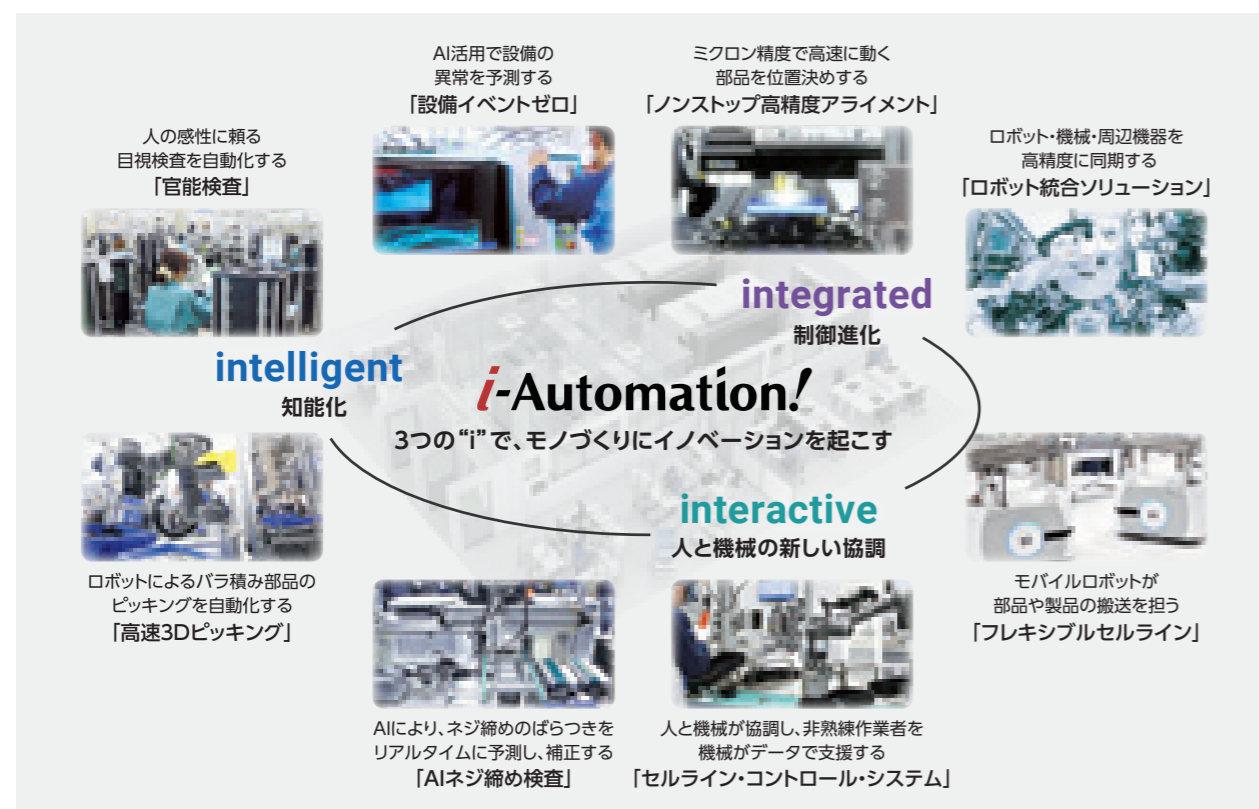 AI活用で設備の
異常を予測する
「設備イベントゼロ」
ミクロン精度で高速に動く
部品を位置決めする
「ノンストップ高精度アライメント」
人の感性に頼る
目視検査を自動化する
「官能検査」
ロボット・機械・周辺機器を
高精度に同期する
「ロボット統合ソリューション」
integrated
制御進化
intelligent
知能化
i-Automation!
3つの“i”で、モノづくりにイノベーションを起こす
interactive
人と機械の新しい協調
ロボットによるバラ積み部品の
ピッキングを自動化する
「高速3Dピッキング」
モバイルロボットが
部品や製品の搬送を担う
「フレキシブルセルライン」
AIにより、ネジ締めのばらつきを
リアルタイムに予測し、補正する
「AIネジ締め検査」
人と機械が協調し、非熟練作業者を
機械がデータで支援する
「セルライン・コントロール・システム」